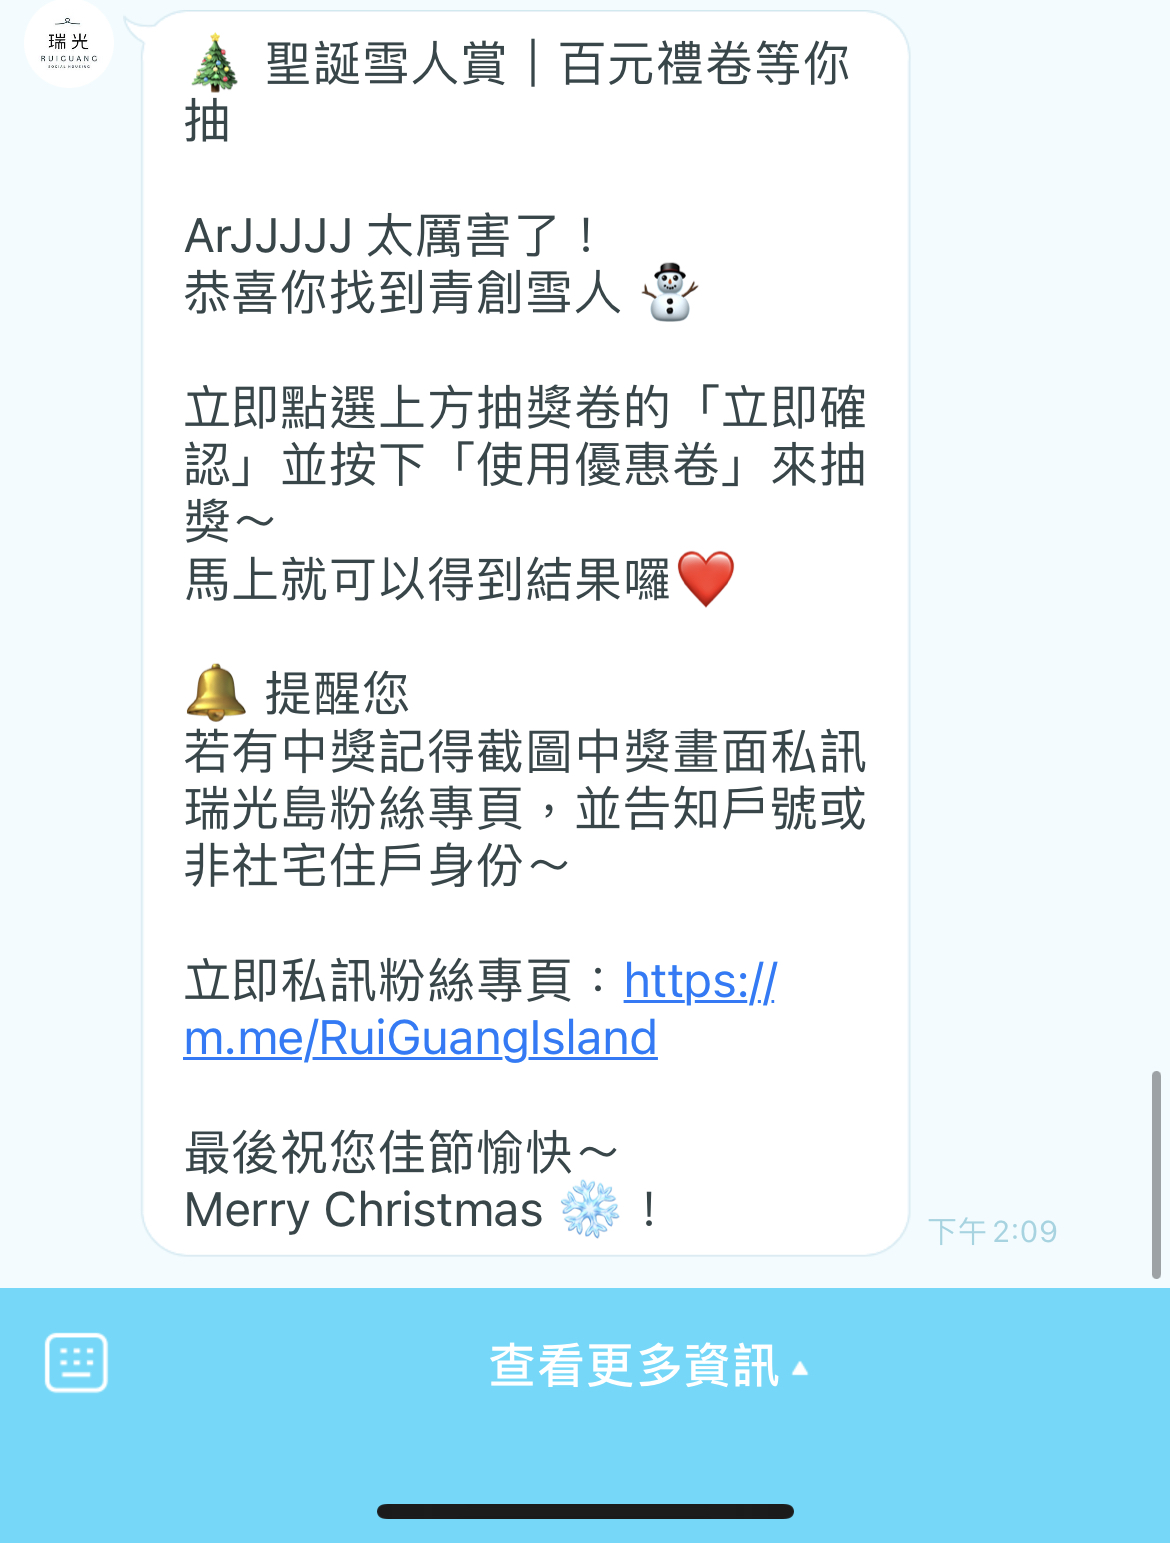 瑞光
RUIGUANG
SOCIAL HOUSING
🎄 聖誕雪人賞｜百元禮卷等你
抽
ArJJJJJ 太厲害了！
恭喜你找到青創雪人 ⛄
立即點選上方抽獎卷的「立即確
認」並按下「使用優惠卷」來抽
獎～
馬上就可以得到結果囉❤️
🔔 提醒您
若有中獎記得截圖中獎畫面私訊
瑞光島粉絲專頁，並告知戶號或
非社宅住戶身份～
立即私訊粉絲專頁：https://
m.me/RuiGuangIsland
最後祝您佳節愉快～
Merry Christmas ❄️！
下午 2:09
查看更多資訊▲